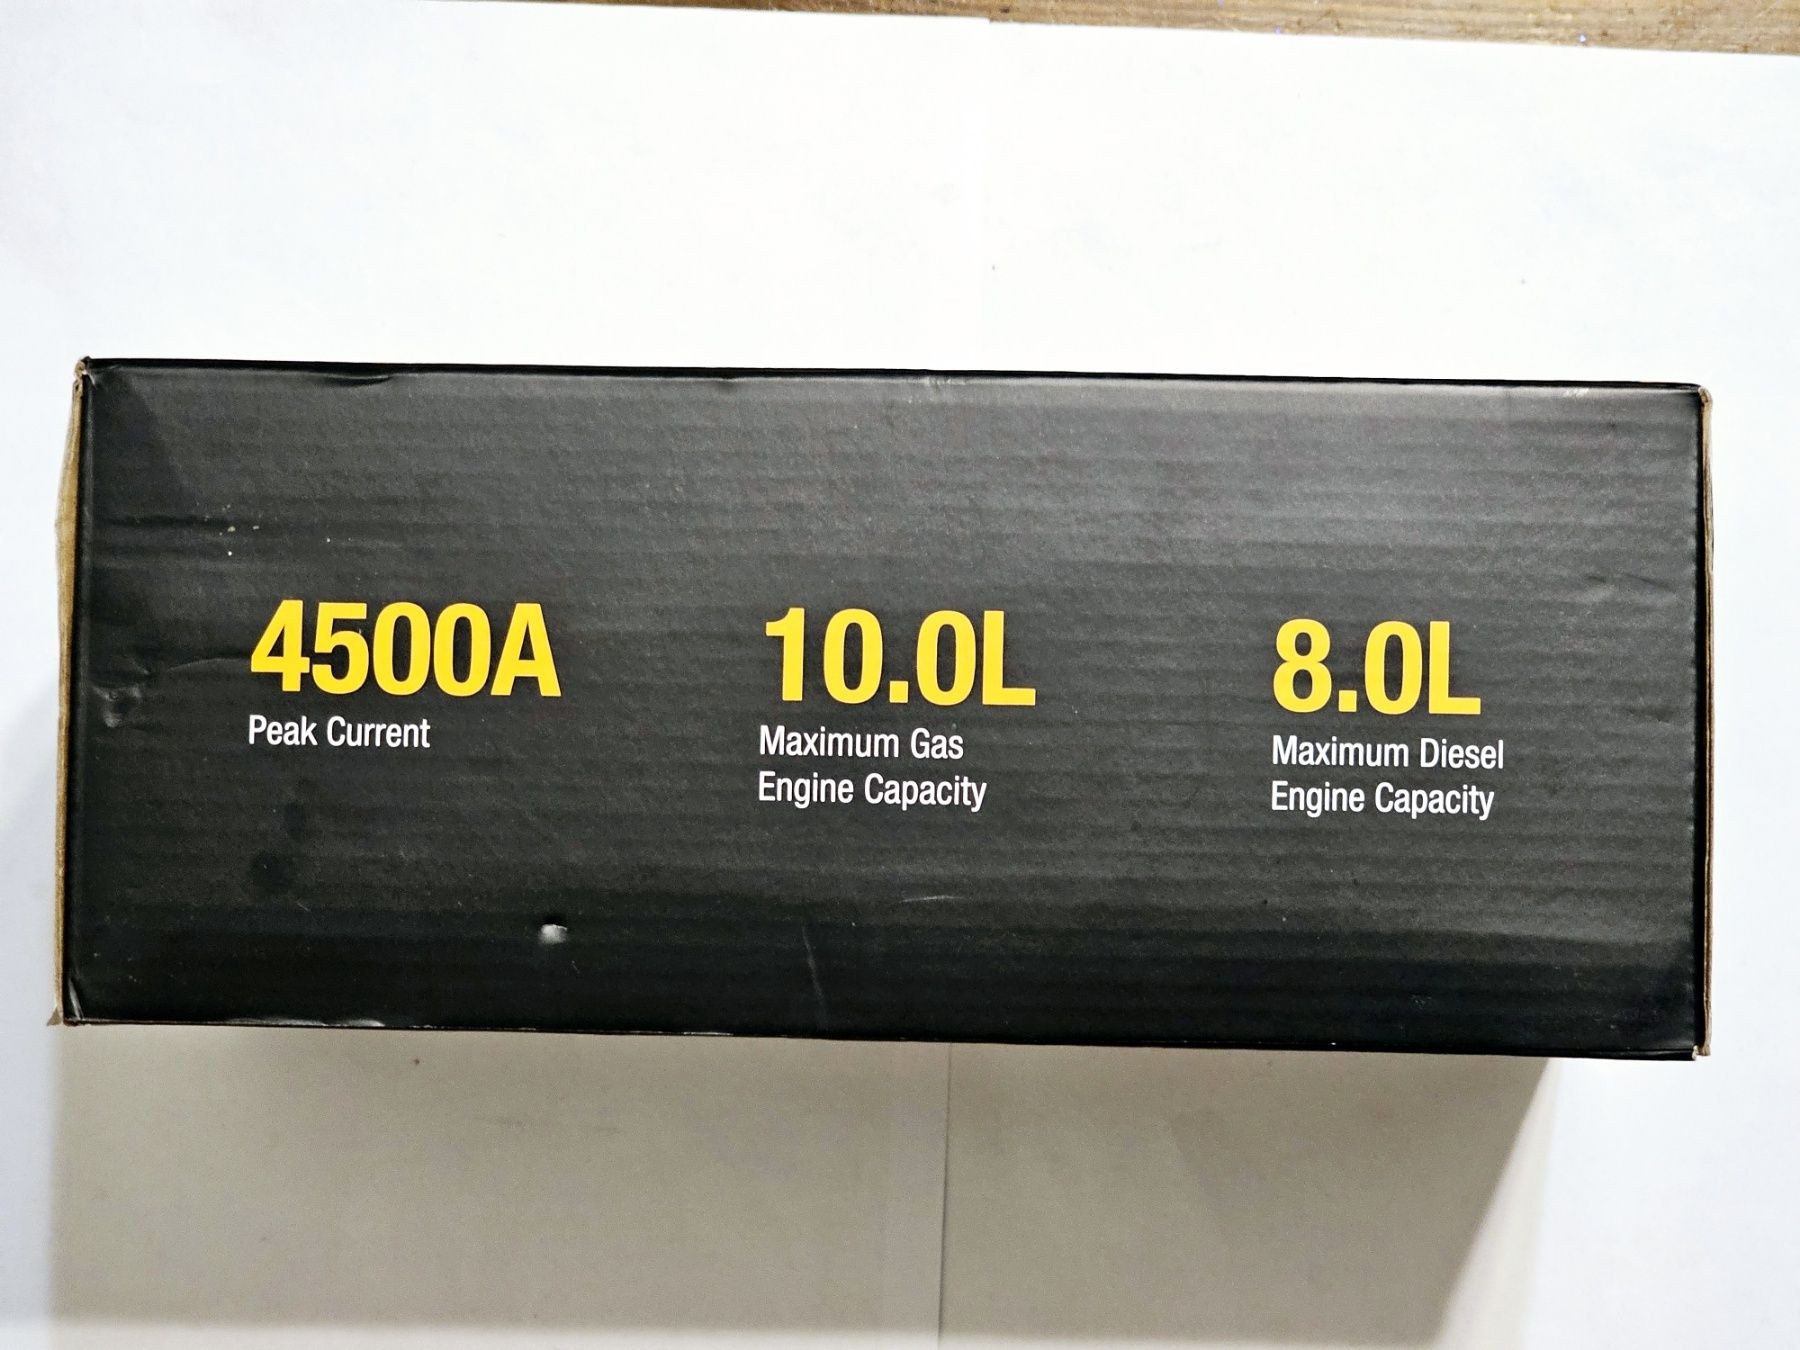 4500A
Peak Current
10.0L
Maximum Gas
Engine Capacity
8.0L
Maximum Diesel
Engine Capacity